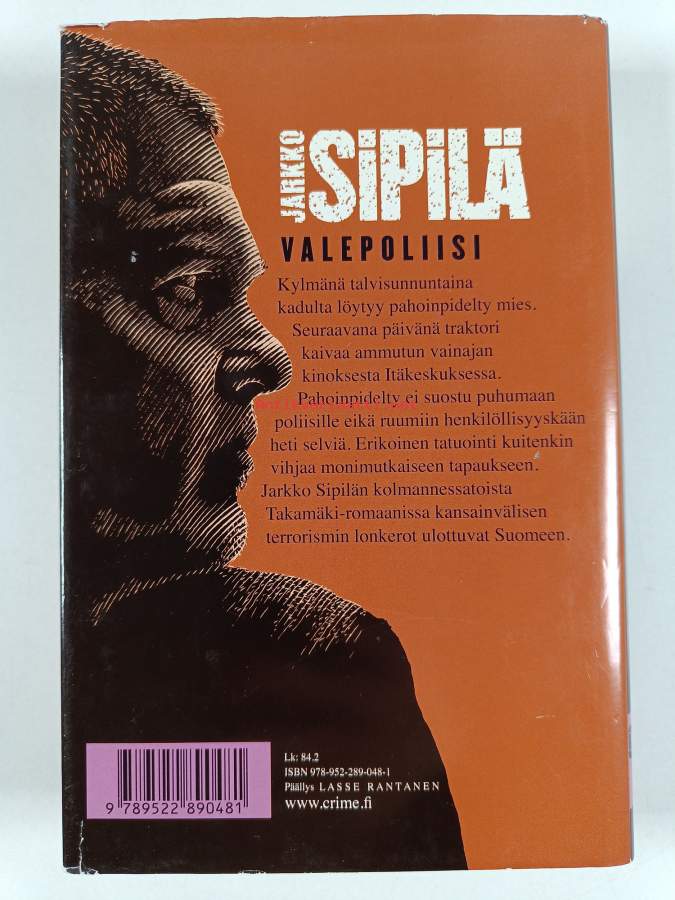 JARKKO
SiPiLÄ
VALEPOLIISI
Kylmänä talvisunnuntaina
kadulta löytyy pahoinpidelty mies.
Seuraavana päivänä traktori
kaivaa ammutun vainajan
kinoksesta Itäkeskuksessa.
Pahoinpidelty ei suostu puhumaan
poliisille eikä ruumiin henkilöllisyyskään
heti selviä. Erikoinen tatuointi kuitenkin
vihjaa monimutkaiseen tapaukseen.
Jarkko Sipilän kolmannessatoista
Takamäki-romaanissa kansainvälisen
terrorismin lonkerot ulottuvat Suomeen.
Lk: 84.2
ISBN 978-952-289-048-1
Päällys LASSE RANTANEN
www.crime.fi
9 789522 890481